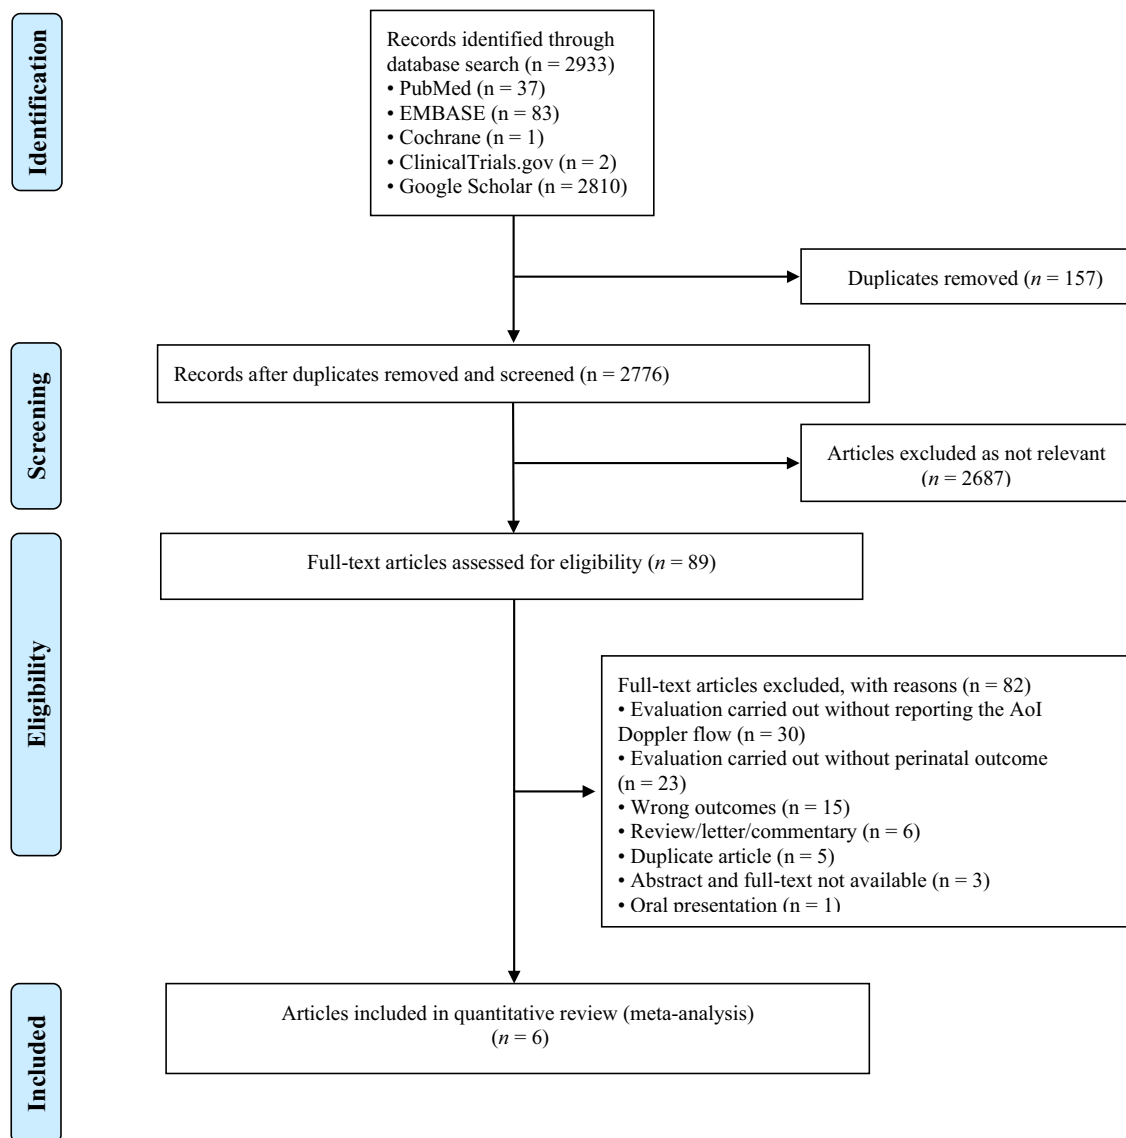 Identification
Records identified through
database search (n = 2933)
• PubMed (n = 37)
• EMBASE (n = 83)
• Cochrane (n = 1)
• ClinicalTrials.gov (n = 2)
• Google Scholar (n = 2810)
Duplicates removed (n = 157)
Screening
Records after duplicates removed and screened (n = 2776)
Articles excluded as not relevant
(n = 2687)
Eligibility
Full-text articles assessed for eligibility (n = 89)
Full-text articles excluded, with reasons (n = 82)
• Evaluation carried out without reporting the AoI
Doppler flow (n = 30)
• Evaluation carried out without perinatal outcome
(n = 23)
• Wrong outcomes (n = 15)
• Review/letter/commentary (n = 6)
• Duplicate article (n = 5)
• Abstract and full-text not available (n = 3)
• Oral presentation (n = 1)
Included
Articles included in quantitative review (meta-analysis)
(n = 6)